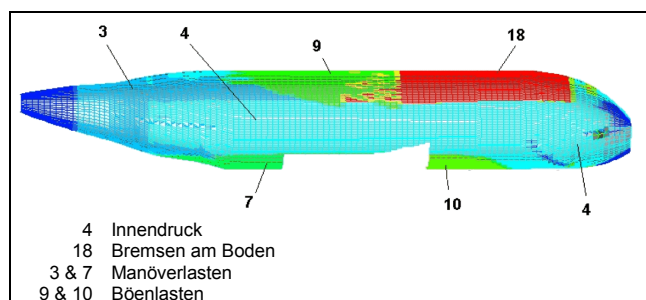 3
4
9
18
7
10
4
4 Innendruck
18 Bremsen am Boden
3 & 7 Manöverlasten
9 & 10 Böenlasten